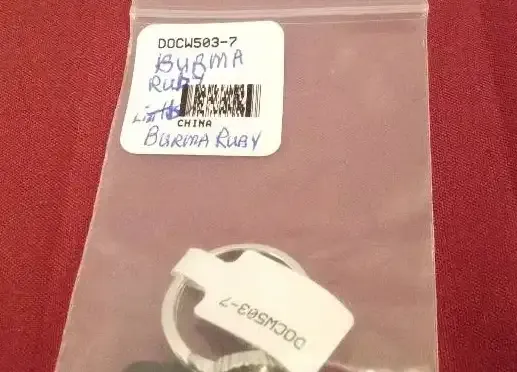 DOCW503-7
BURMA
RUBY
CHINA
BURMA RUBY
DOCW503-7